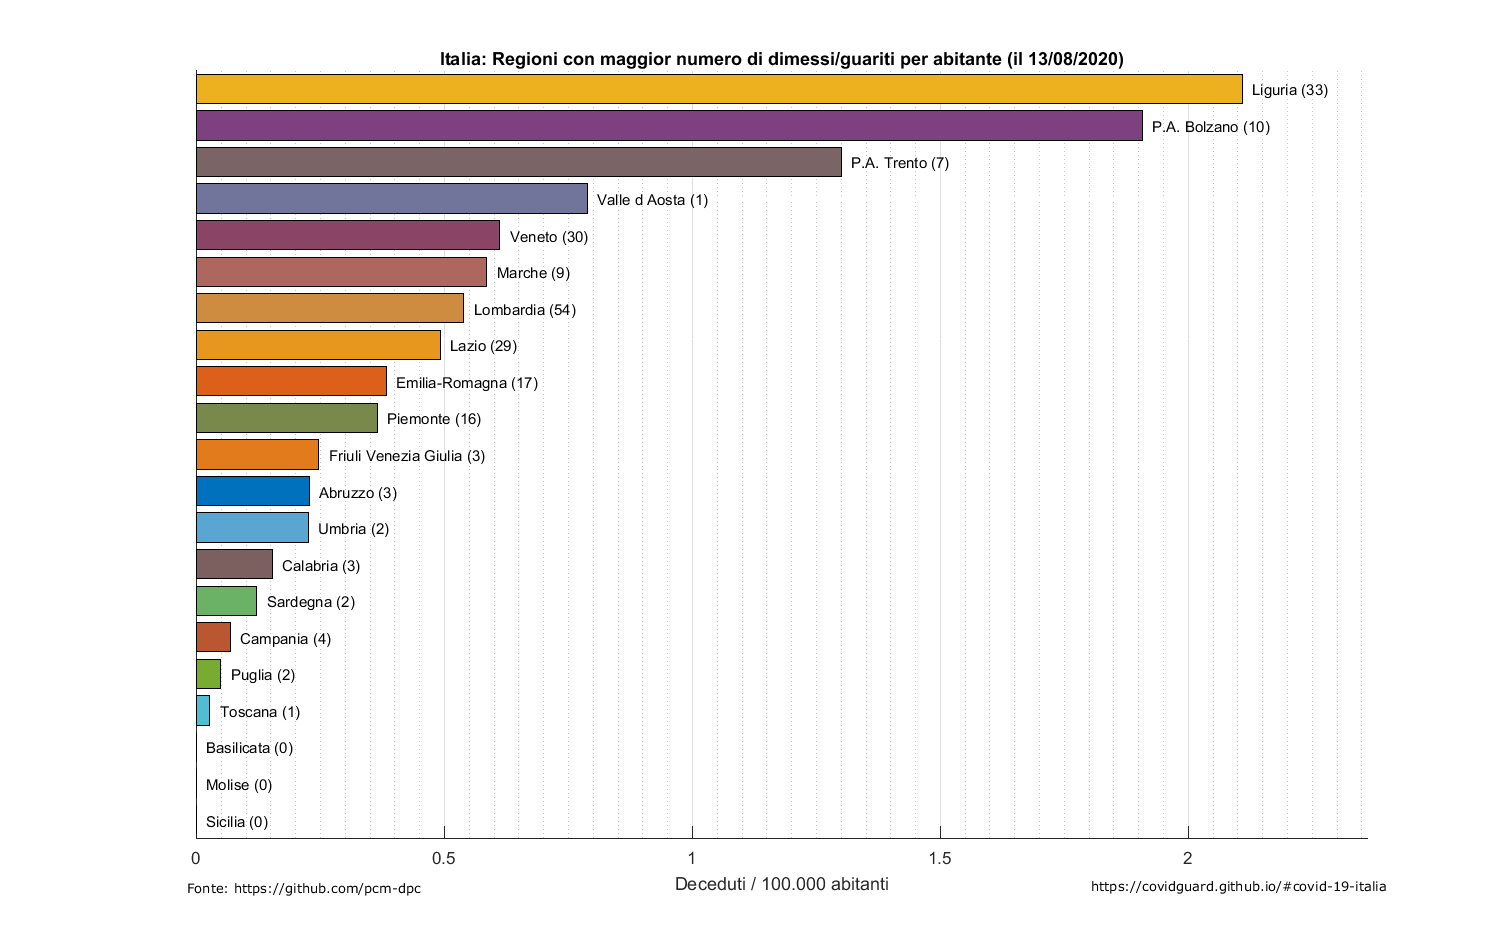 Italia: Regioni con maggior numero di dimessi/guariti per abitante (il 13/08/2020)
Liguria (33)
P.A. Bolzano (10)
P.A. Trento (7)
Valle d Aosta (1)
Veneto (30)
Marche (9)
Lombardia (54)
Lazio (29)
Emilia-Romagna (17)
Piemonte (16)
Friuli Venezia Giulia (3)
Abruzzo (3)
Umbria (2)
Calabria (3)
Sardegna (2)
Campania (4)
Puglia (2)
Toscana (1)
Basilicata (0)
Molise (0)
Sicilia (0)
0 0.5 1 1.5 2
Deceduti / 100.000 abitanti
Fonte: https://github.com/pcm-dpc
https://covidguard.github.io/#covid-19-italia